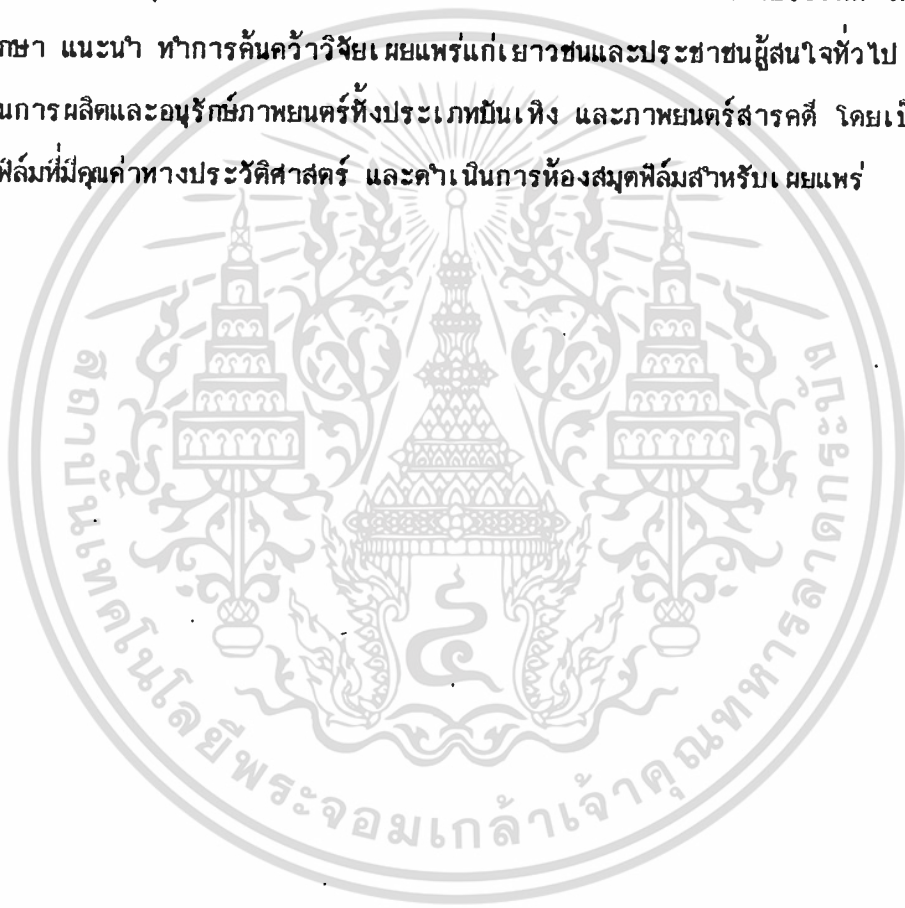 กษา แนะนำ ทำการค้นคว้าวิจัยเผยแพร่แก่เยาวชนและประชาชนผู้สนใจทั่วไป
นการผลิตและอนุรักษ์ภาพยนตร์ทั้งประเภทบันเทิง และภาพยนตร์สารคดี โดยเป็
ฟิล์มที่มีคุณค่าทางประวัติศาสตร์ และดำเนินการห้องสมุดฟิล์มสำหรับเผยแพร่
สถาบันเทคโนโลยีพระจอมเกล้าเจ้าคุณทหารลาดกระบัง
๔